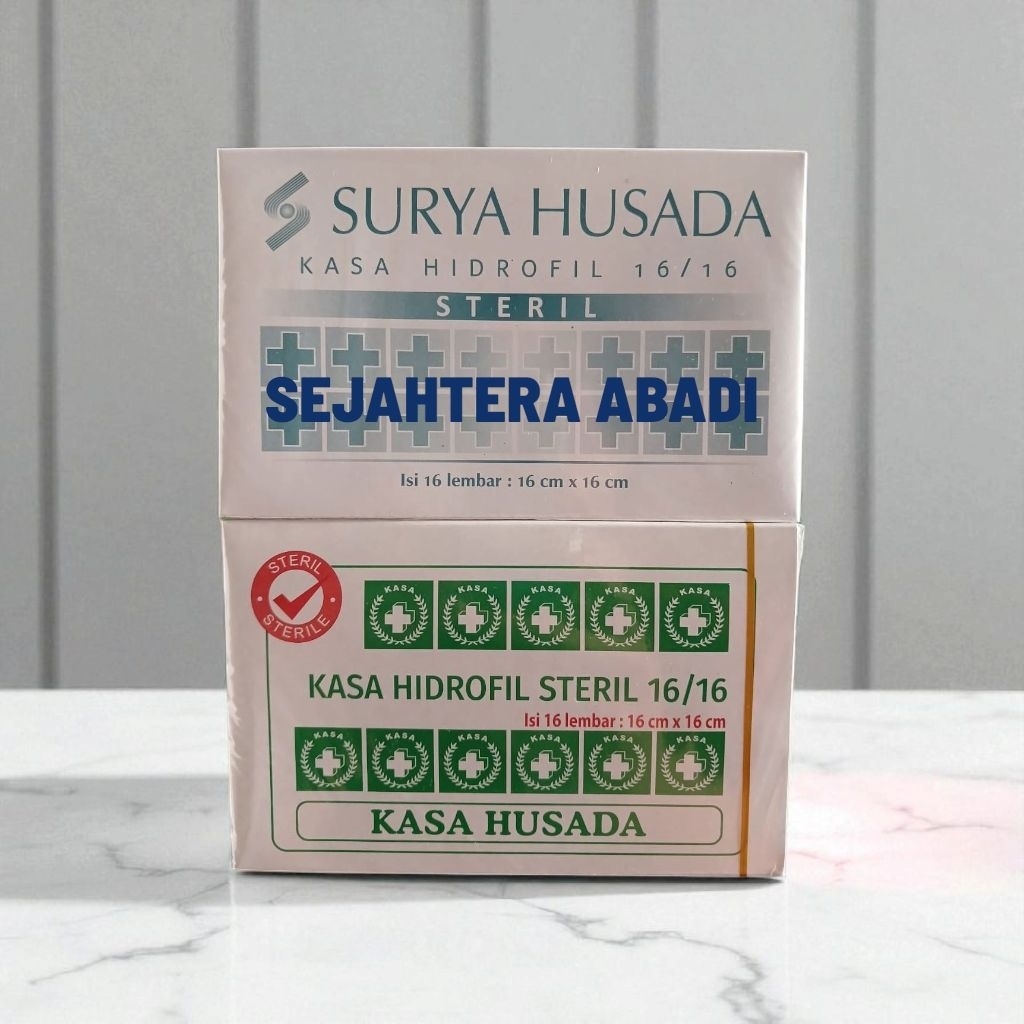 SURYA HUSADA
KASA HIDROFIL 16/16
STERIL
SEJAHTERA ABADI
Isi 16 lembar : 16 cm x 16 cm
STERIL
STERILE
KASA KASA KASA KASA KASA
KASA HIDROFIL STERIL 16/16
Isi 16 lembar : 16 cm x 16 cm
KASA KASA KASA KASA KASA KASA
KASA HUSADA